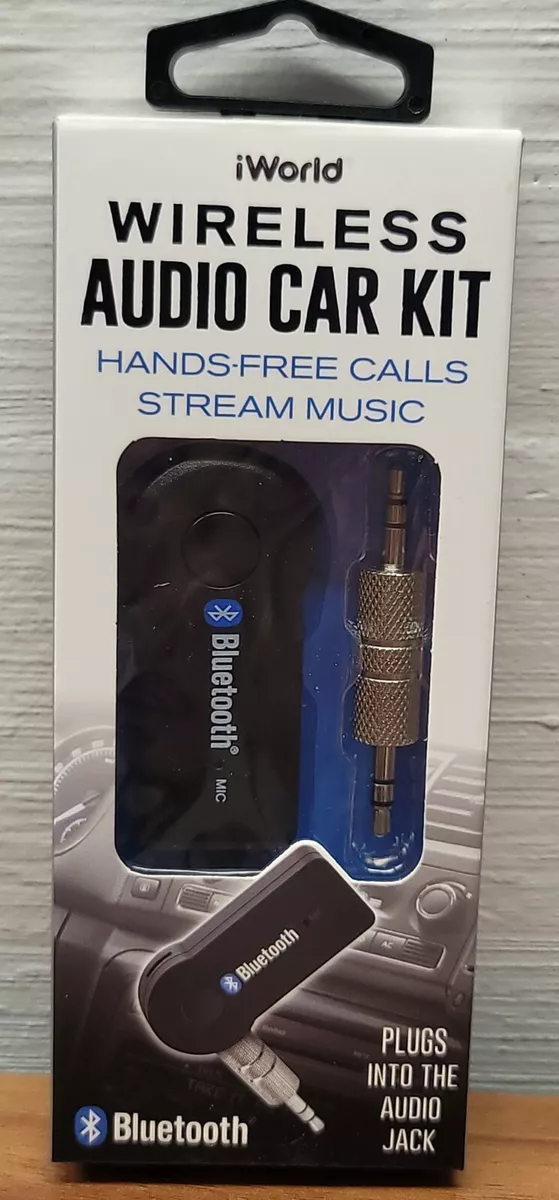 iWorld
WIRELESS
AUDIO CAR KIT
HANDS-FREE CALLS
STREAM MUSIC
Bluetooth®
MIC
AC
Bluetooth
PLUGS
INTO THE
AUDIO
JACK
Bluetooth